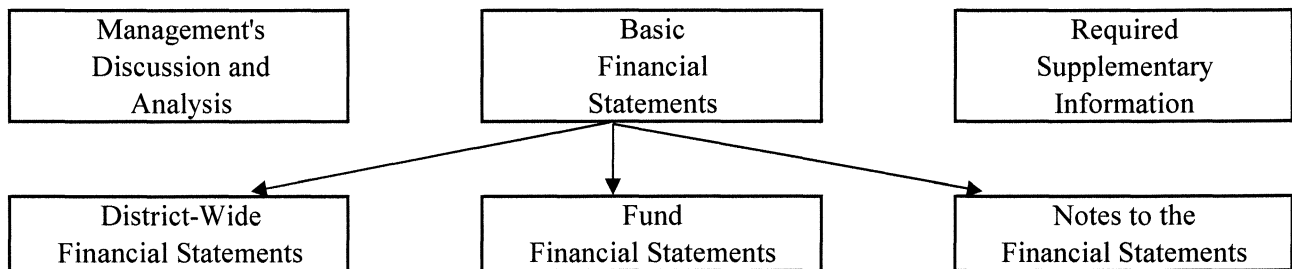 Management's
Discussion and
Analysis
Basic
Financial
Statements
Required
Supplementary
Information
District-Wide
Financial Statements
Fund
Financial Statements
Notes to the
Financial Statements